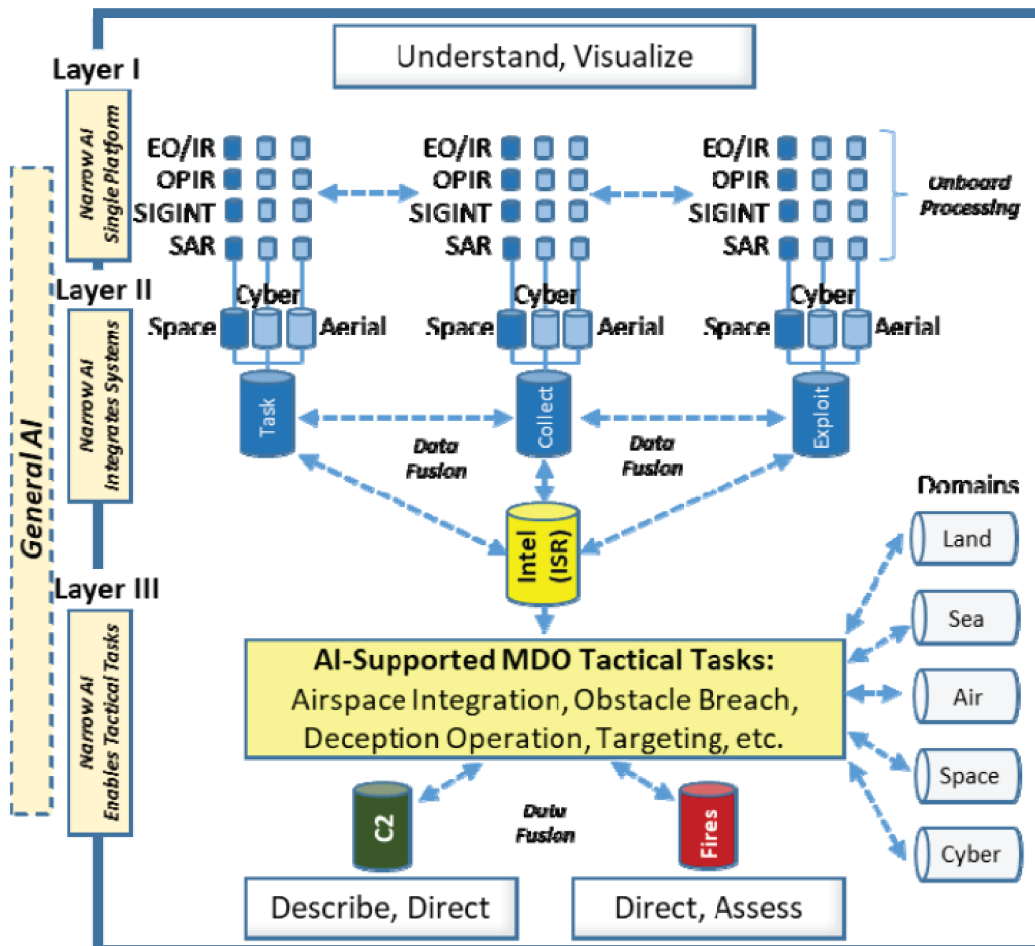 Understand, Visualize
Layer I
Narrow AI
Single Platform
EO/IR
OPIR
SIGINT
SAR
EO/IR
OPIR
SIGINT
SAR
EO/IR
OPIR
SIGINT
SAR
Onboard
Processing
General AI
Layer II
Narrow AI
Integrates Systems
Cyber
Space
Aerial
Task
Cyber
Space
Aerial
Collect
Cyber
Space
Aerial
Exploit
Data
Fusion
Data
Fusion
Intel
(ISR)
Domains
Land
Sea
Air
Space
Cyber
Layer III
Narrow AI
Enables Tactical Tasks
AI-Supported MDO Tactical Tasks:
Airspace Integration, Obstacle Breach,
Deception Operation, Targeting, etc.
C2
Data
Fusion
Fires
Describe, Direct
Direct, Assess